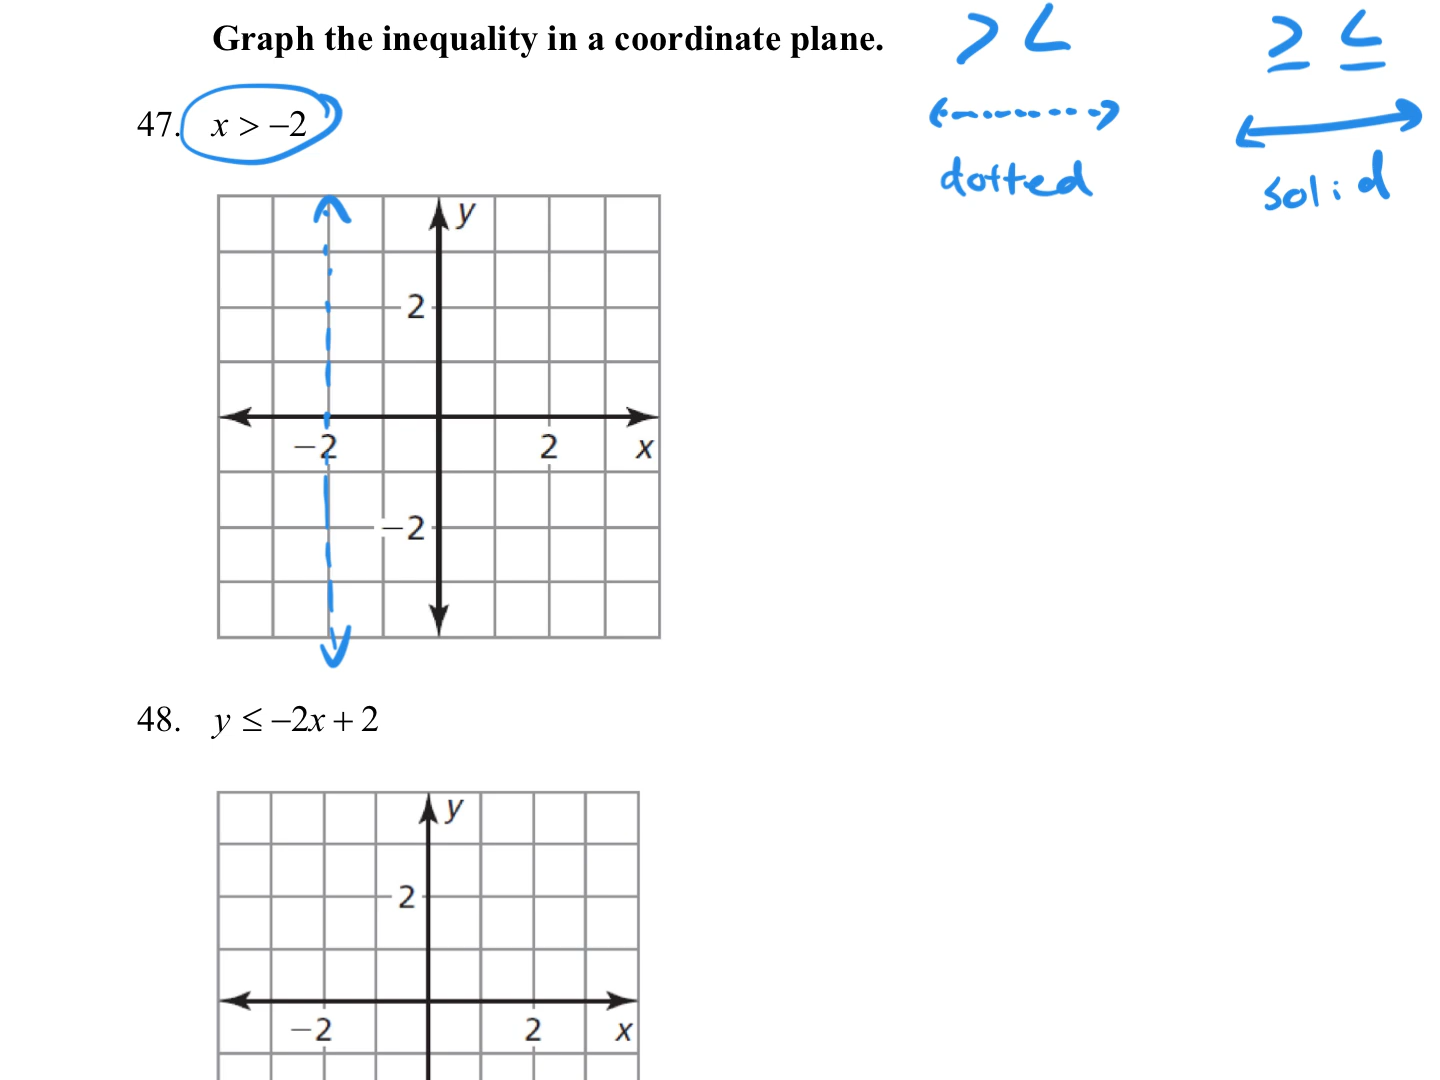 Graph the inequality in a coordinate plane.
> <
≥ ≤
dotted
solid
47. x > −2
y
2
−2 2 x
−2
48. y ≤ −2x + 2
y
2
−2 2 x